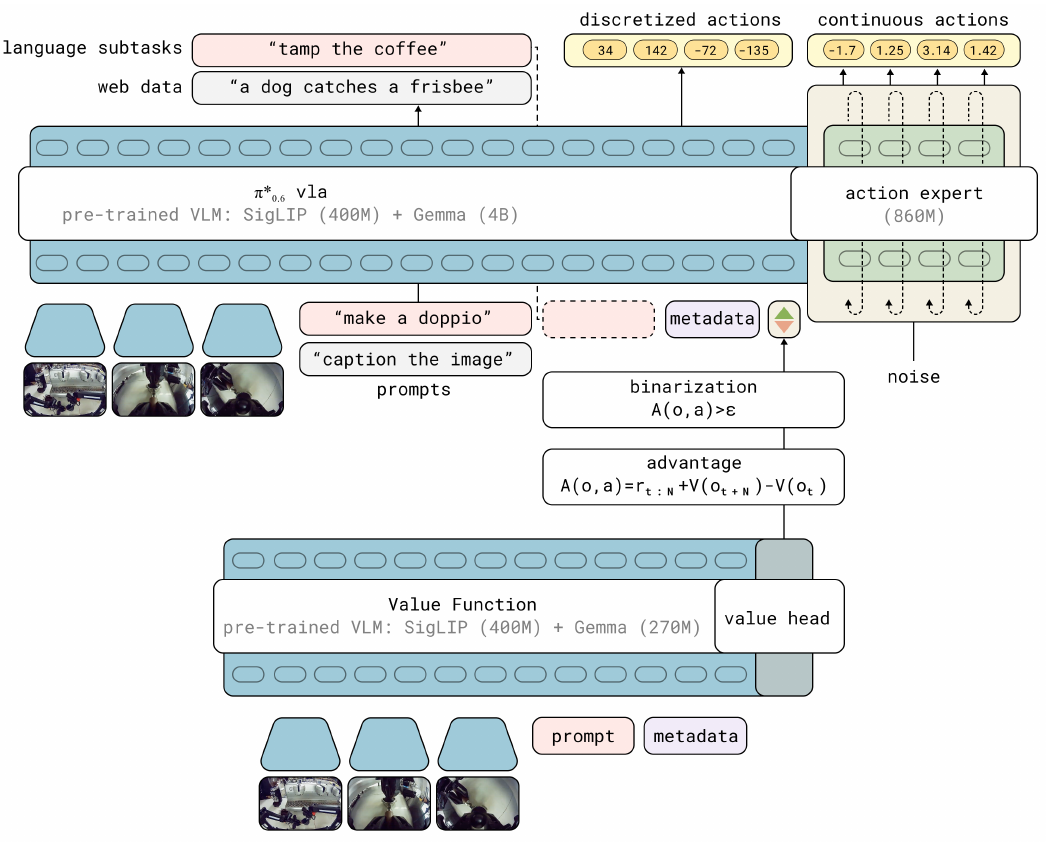 discretized actions
continuous actions
language subtasks
“tamp the coffee”
34 142 -72 -135
-1.7 1.25 3.14 1.42
web data
“a dog catches a frisbee”
π*0.6 vla
pre-trained VLM: SigLIP (400M) + Gemma (4B)
action expert
(860M)
“make a doppio”
metadata
“caption the image”
prompts
noise
binarization
A(o,a)>ε
advantage
A(o,a)=rt:N+V(ot+N)-V(ot)
Value Function
pre-trained VLM: SigLIP (400M) + Gemma (270M)
value head
prompt
metadata